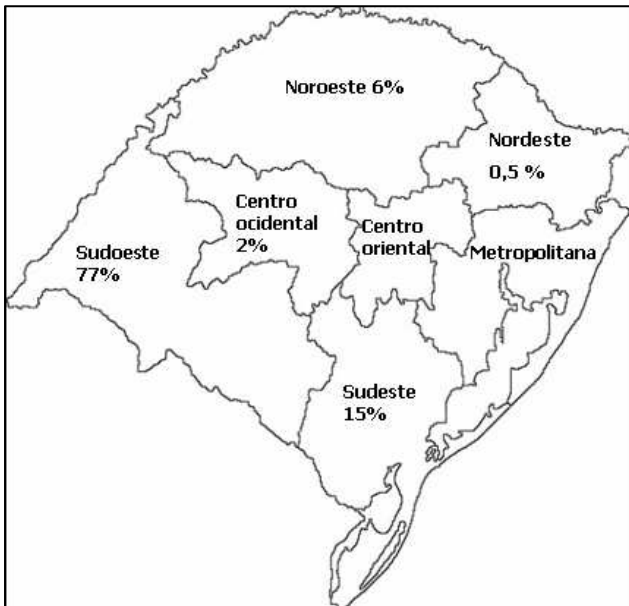 Noroeste 6%
Nordeste
0,5 %
Centro
ocidental
2%
Centro
oriental
Metropolitana
Sudoeste
77%
Sudeste
15%